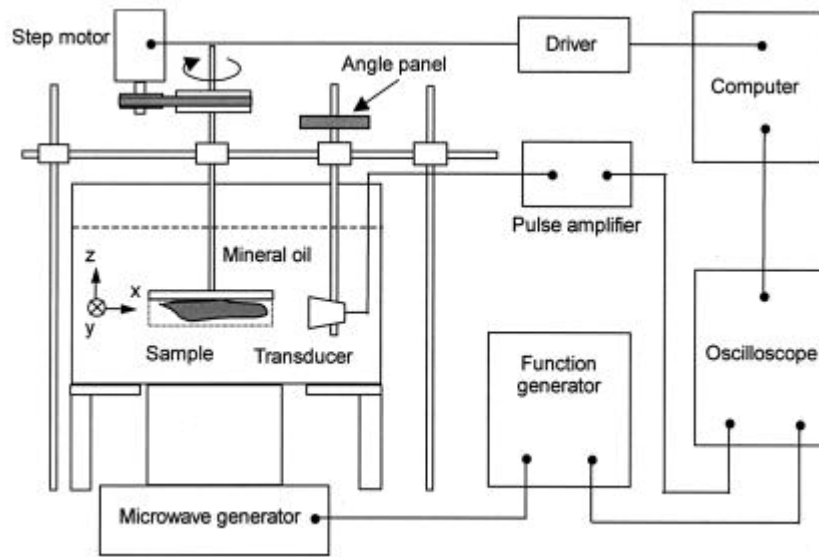 Step motor
Driver
Angle panel
Computer
Pulse amplifier
Mineral oil
z
x
y
Sample
Transducer
Function
generator
Oscilloscope
Microwave generator